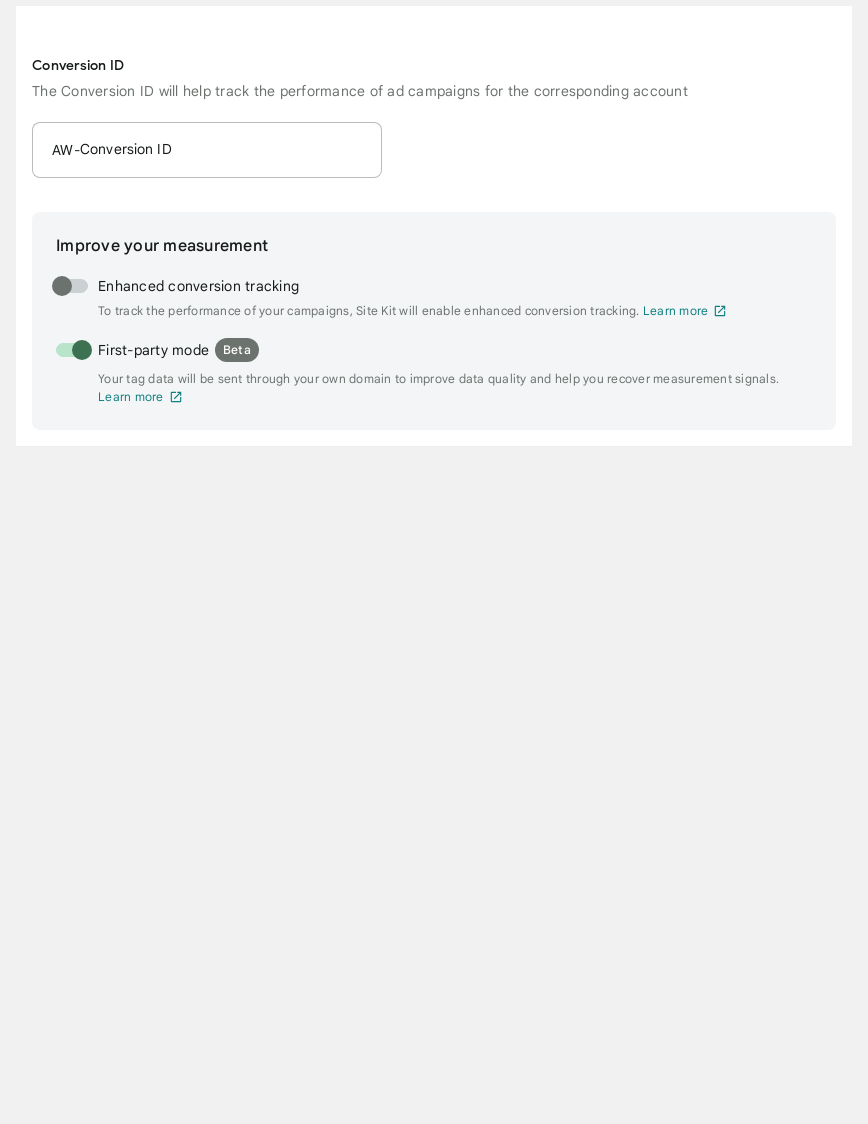 Conversion ID
The Conversion ID will help track the performance of ad campaigns for the corresponding account
AW-Conversion ID
Improve your measurement
Enhanced conversion tracking
To track the performance of your campaigns, Site Kit will enable enhanced conversion tracking. Learn more
First-party mode Beta
Your tag data will be sent through your own domain to improve data quality and help you recover measurement signals.
Learn more